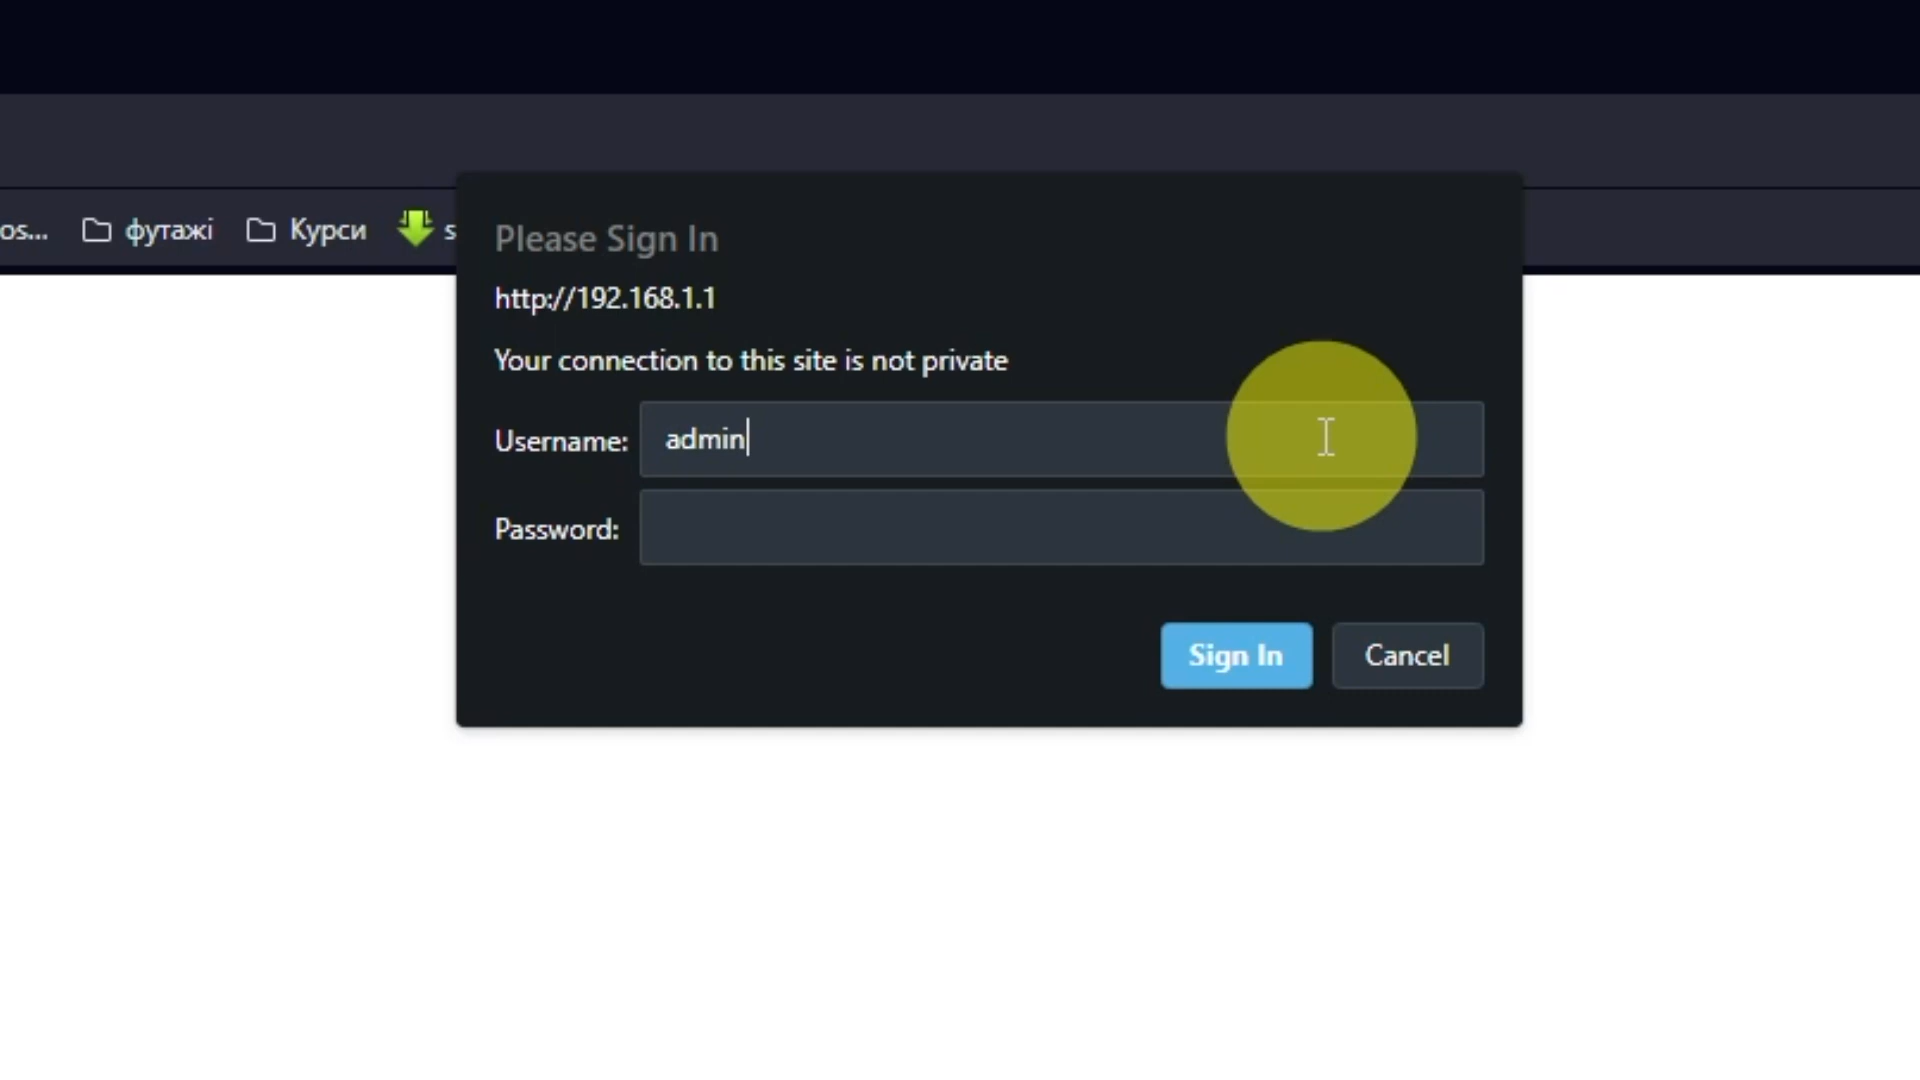 os... футажі Курси s
Please Sign In
http://192.168.1.1
Your connection to this site is not private
Username: admin
Password:
Sign In Cancel